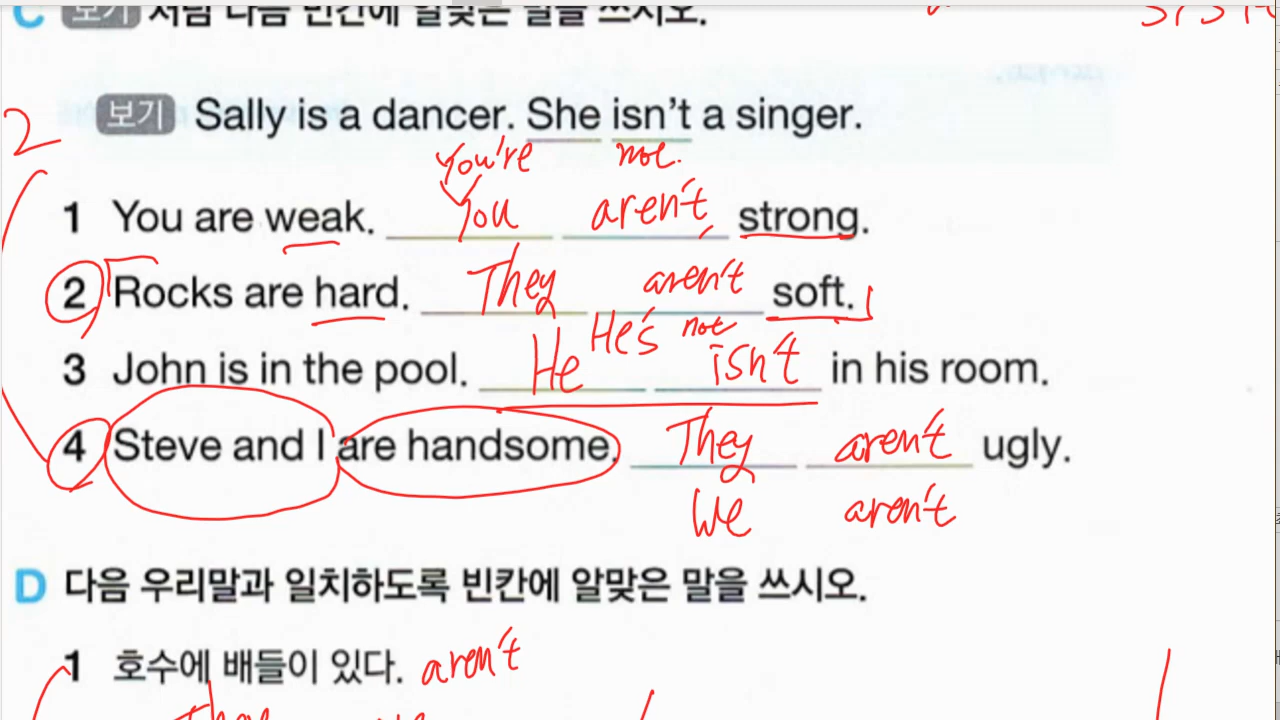 C 보기 처럼 다음 빈칸에 알맞은 말을 쓰시오.
2
보기 Sally is a dancer. She isn't a singer.
You're not.
1 You are weak. You aren't strong.
2 Rocks are hard. They aren't soft.
He's not
3 John is in the pool. He isn't in his room.
4 Steve and I are handsome. They aren't ugly.
We aren't
D 다음 우리말과 일치하도록 빈칸에 알맞은 말을 쓰시오.
1 호수에 배들이 있다. aren't